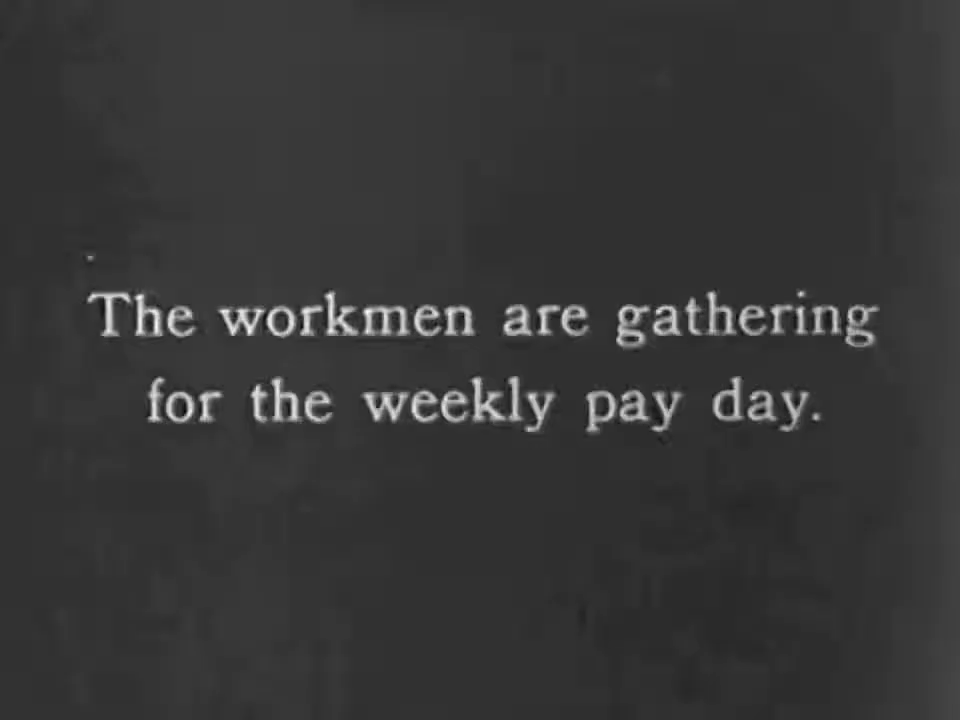 The workmen are gathering
for the weekly pay day.